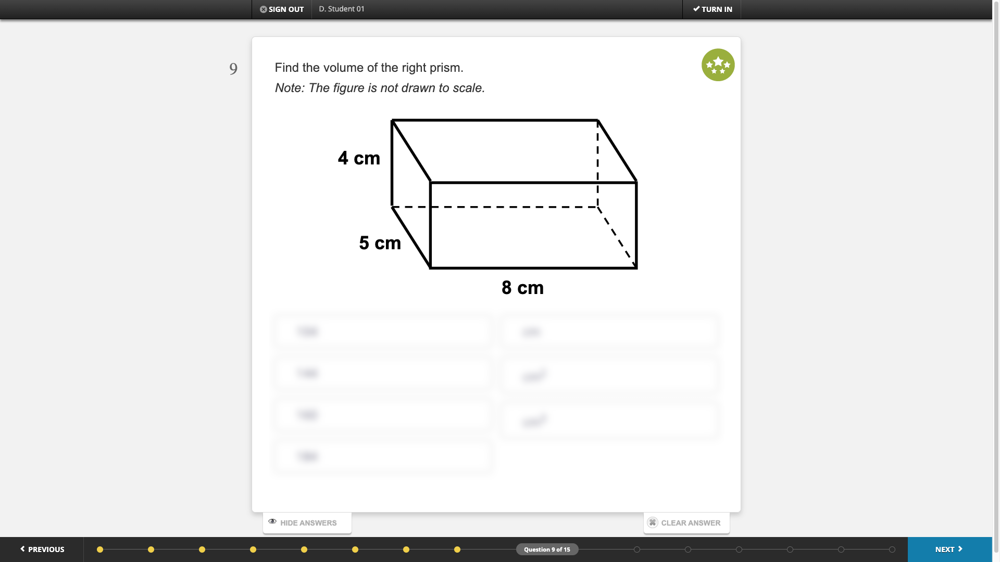 SIGN OUT
D. Student 01
TURN IN
9
Find the volume of the right prism.
Note: The figure is not drawn to scale.
4 cm
5 cm
8 cm
cm
HIDE ANSWERS
CLEAR ANSWER
PREVIOUS
Question 9 of 15
NEXT